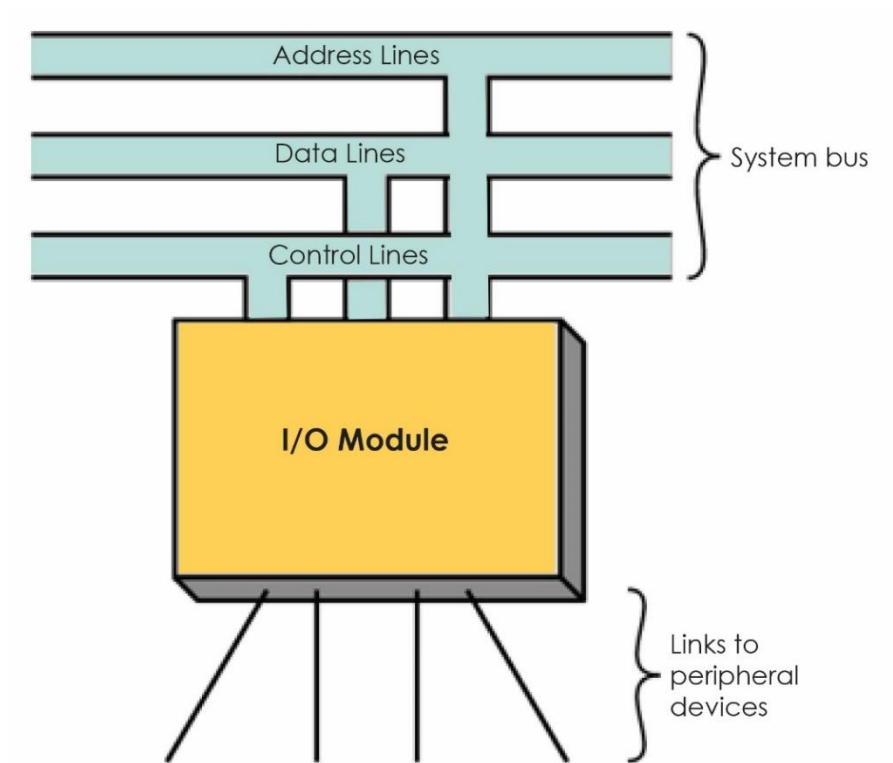 Address Lines
Data Lines
System bus
Control Lines
I/O Module
Links to
peripheral
devices